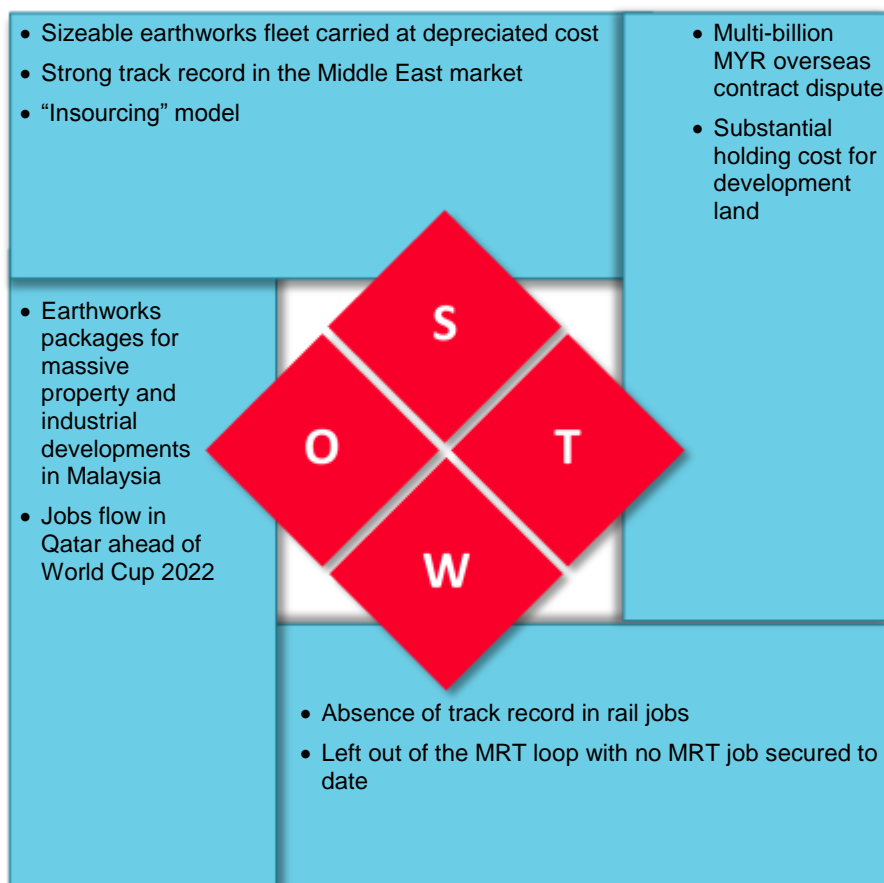 • Sizeable earthworks fleet carried at depreciated cost
• Strong track record in the Middle East market
• “Insourcing” model
• Multi-billion
MYR overseas
contract dispute
• Substantial
holding cost for
development
land
• Earthworks
packages for
massive
property and
industrial
developments
in Malaysia
• Jobs flow in
Qatar ahead of
World Cup 2022
S
O
T
W
• Absence of track record in rail jobs
• Left out of the MRT loop with no MRT job secured to
date